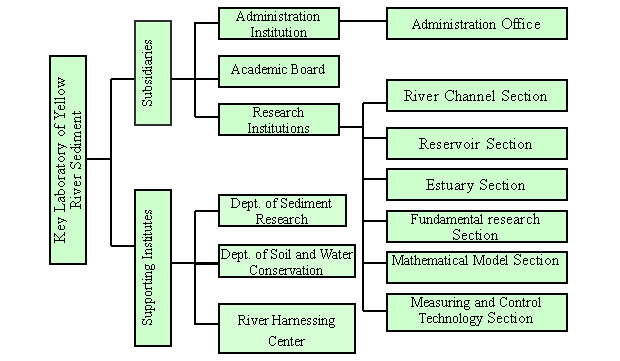 Key Laboratory of Yellow
River Sediment
Subsidiaries
Administration
Institution
Administration Office
Academic Board
Research
Institutions
River Channel Section
Reservoir Section
Estuary Section
Fundamental research
Section
Mathematical Model Section
Measuring and Control
Technology Section
Supporting Institutes
Dept. of Sediment
Research
Dept. of Soil and Water
Conservation
River Harnessing
Center